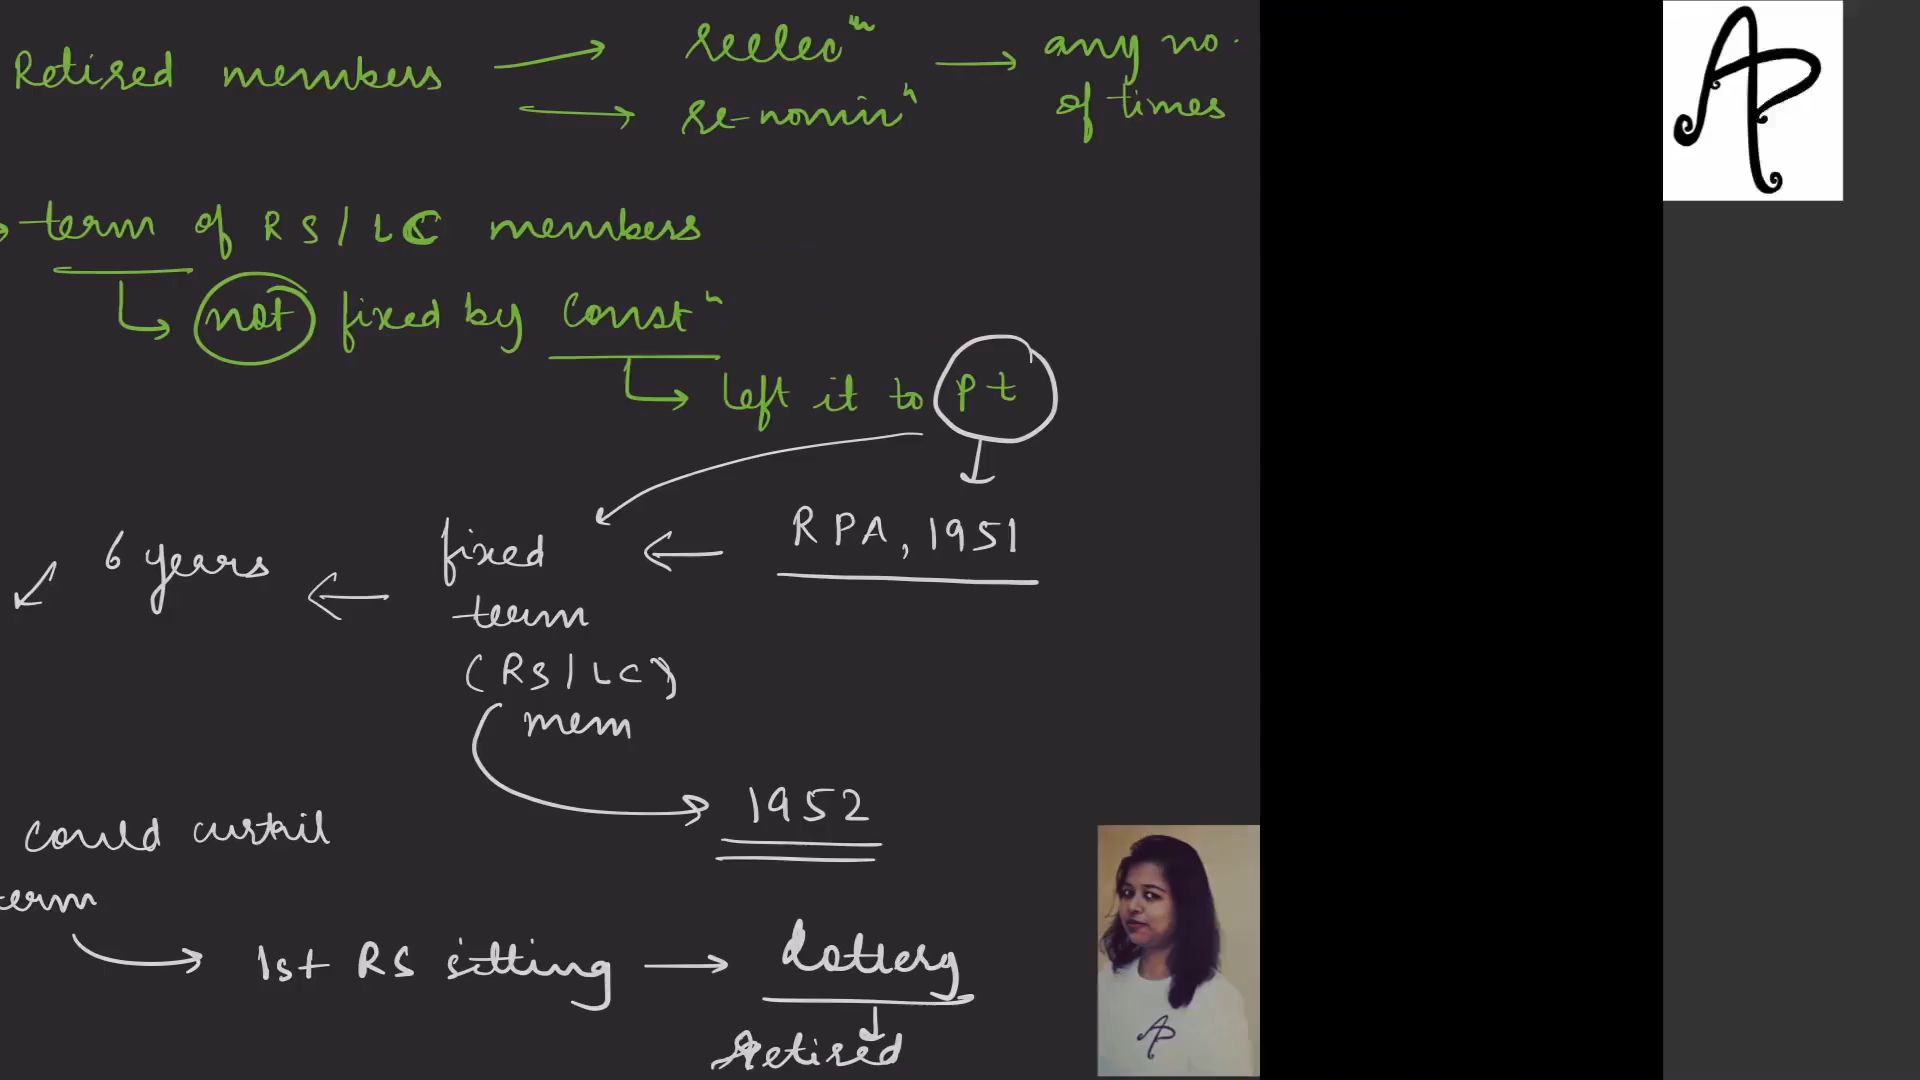 Retired members → reelecⁿ → any no. of times
→ re-nominⁿ
→ term of RS/LC members
↳ not fixed by Constⁿ
↳ left it to pt
RPA, 1951
6 years ← fixed ←
term
(RS/LC)
mem
1952
could curtail
term
1st RS sitting → Lottery
Retired
AP
AP